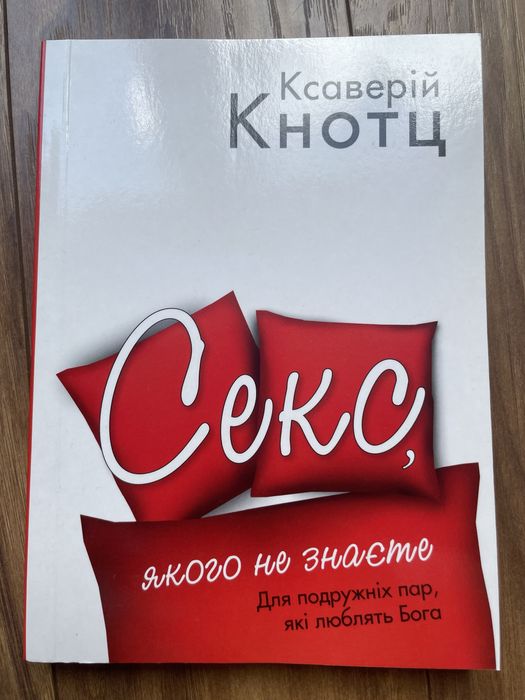 Ксаверій
Кнотц
Секс,
якого не знаєте
Для подружніх пар,
які люблять Бога